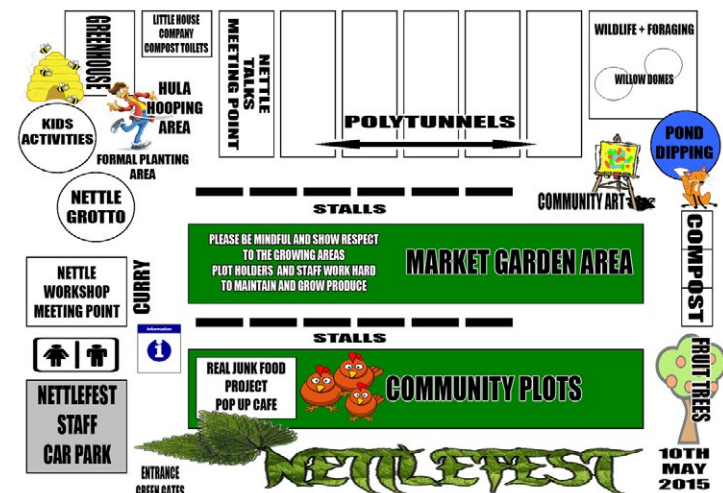 GREENHOUSE
LITTLE HOUSE
COMPANY
COMPOST TOILETS
NETTLE
TALKS
MEETING POINT
WILDLIFE + FORAGING
WILLOW DOMES
HULA
HOOPING
AREA
KIDS
ACTIVITIES
FORMAL PLANTING
AREA
POLYTUNNELS
POND
DIPPING
COMMUNITY ART
NETTLE
GROTTO
STALLS
PLEASE BE MINDFUL AND SHOW RESPECT
TO THE GROWING AREAS
PLOT HOLDERS AND STAFF WORK HARD
TO MAINTAIN AND GROW PRODUCE
MARKET GARDEN AREA
COMPOST
NETTLE
WORKSHOP
MEETING POINT
CURRY
STALLS
Information
i
REAL JUNK FOOD
PROJECT
POP UP CAFE
COMMUNITY PLOTS
FRUIT TREES
NETTLEFEST
STAFF
CAR PARK
ENTRANCE
GREEN GATES
NETTLEFEST
10TH
MAY
2015